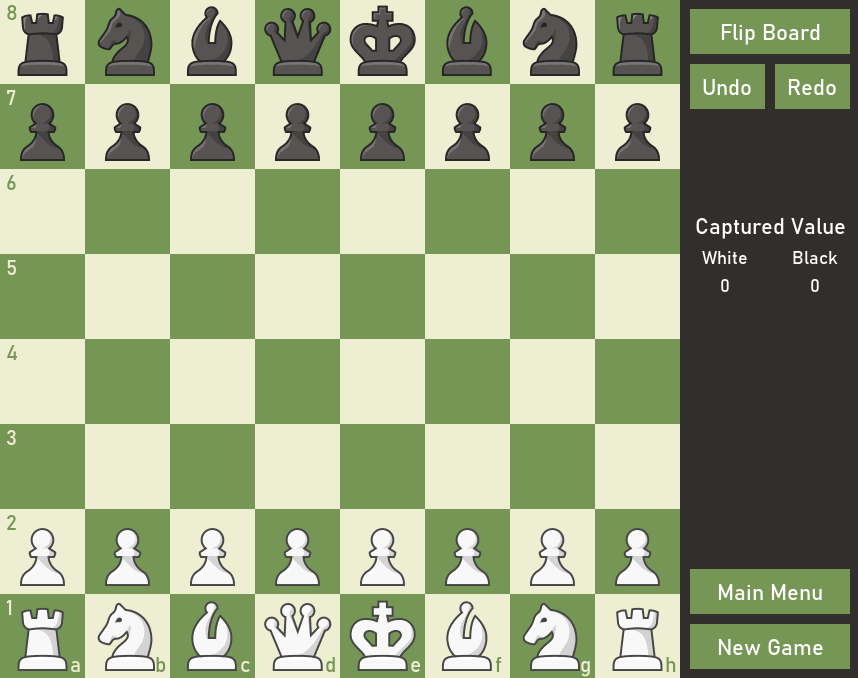 8
7
6
5
4
3
2
1
a b c d e f g h
Flip Board
Undo Redo
Captured Value
White Black
0 0
Main Menu
New Game